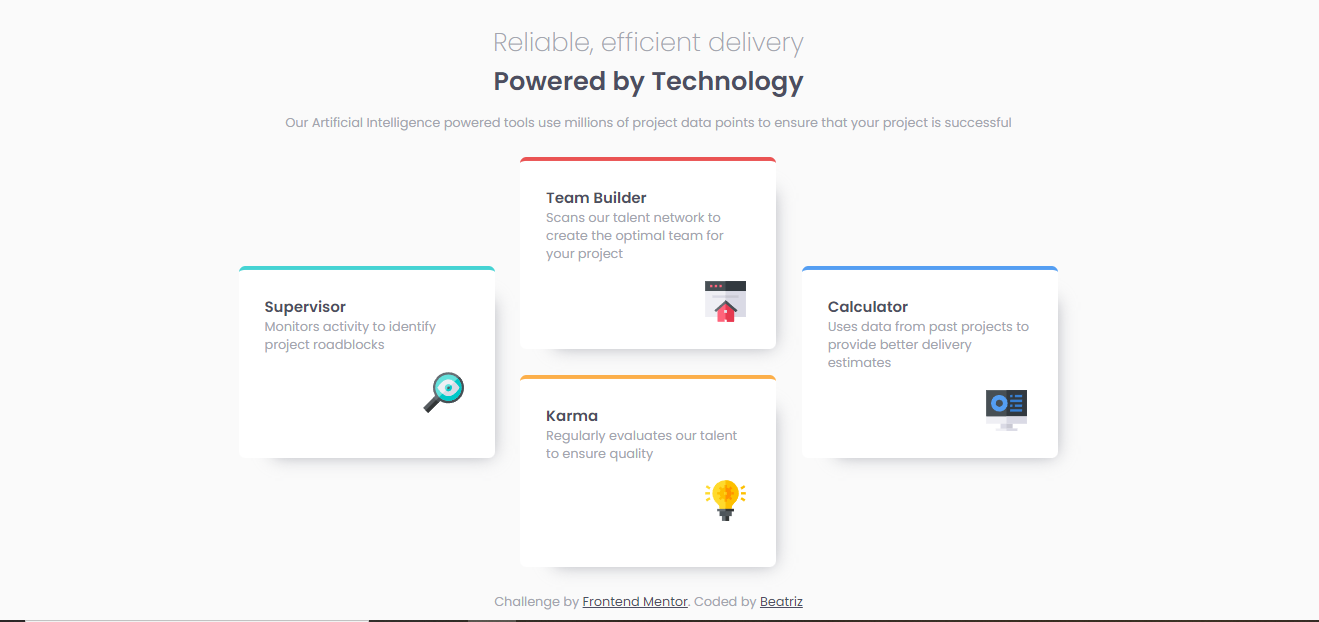 Reliable, efficient delivery
Powered by Technology
Our Artificial Intelligence powered tools use millions of project data points to ensure that your project is successful
Team Builder
Scans our talent network to
create the optimal team for
your project
Supervisor
Monitors activity to identify
project roadblocks
Calculator
Uses data from past projects to
provide better delivery
estimates
Karma
Regularly evaluates our talent
to ensure quality
Challenge by Frontend Mentor. Coded by Beatriz